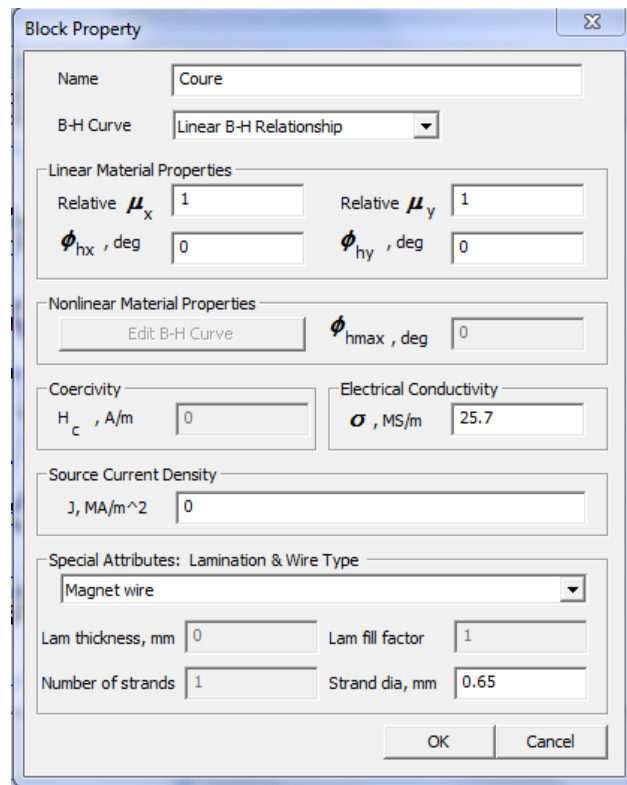 Block Property
Name Coure
B-H Curve Linear B-H Relationship
Linear Material Properties
Relative μx 1 Relative μy 1
ϕhx , deg 0 ϕhy , deg 0
Nonlinear Material Properties
Edit B-H Curve ϕhmax , deg 0
Coercivity Electrical Conductivity
Hc , A/m 0 σ , MS/m 25.7
Source Current Density
J, MA/m^2 0
Special Attributes: Lamination & Wire Type
Magnet wire
Lam thickness, mm 0 Lam fill factor 1
Number of strands 1 Strand dia, mm 0.65
OK Cancel